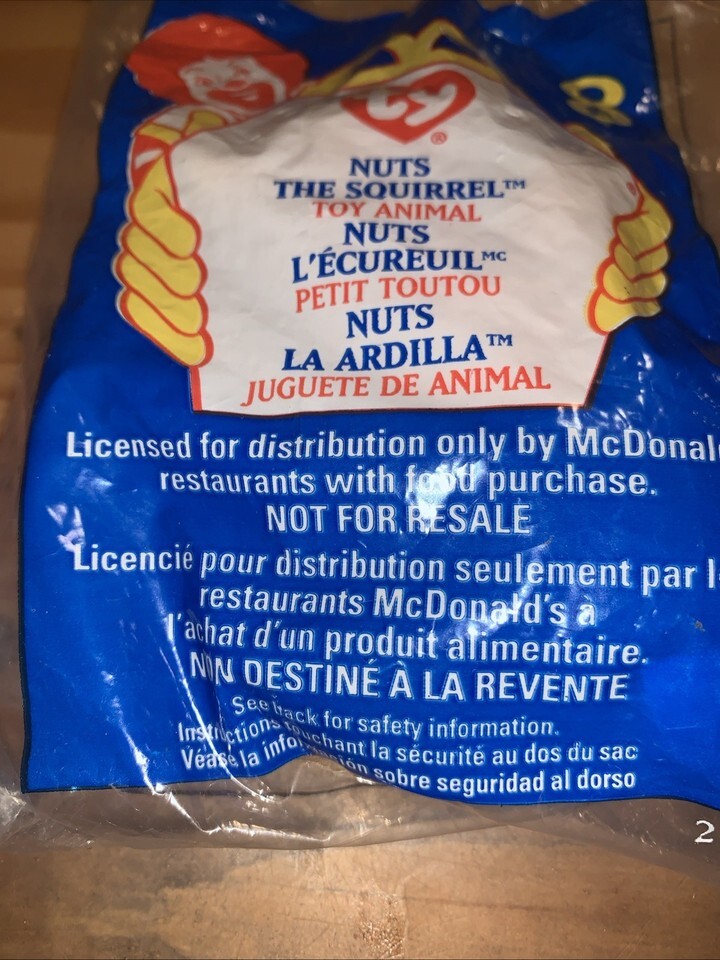 ty®
8
NUTS
THE SQUIRREL™
TOY ANIMAL
NUTS
L'ÉCUREUIL MC
PETIT TOUTOU
NUTS
LA ARDILLA™
JUGUETE DE ANIMAL
Licensed for distribution only by McDonal
restaurants with food purchase.
NOT FOR RESALE
Licencié pour distribution seulement par l
restaurants McDonald's a
l'achat d'un produit alimentaire.
NON DESTINÉ À LA REVENTE
See back for safety information.
Instructions touchant la sécurité au dos du sac
Véase la información sobre seguridad al dorso
2